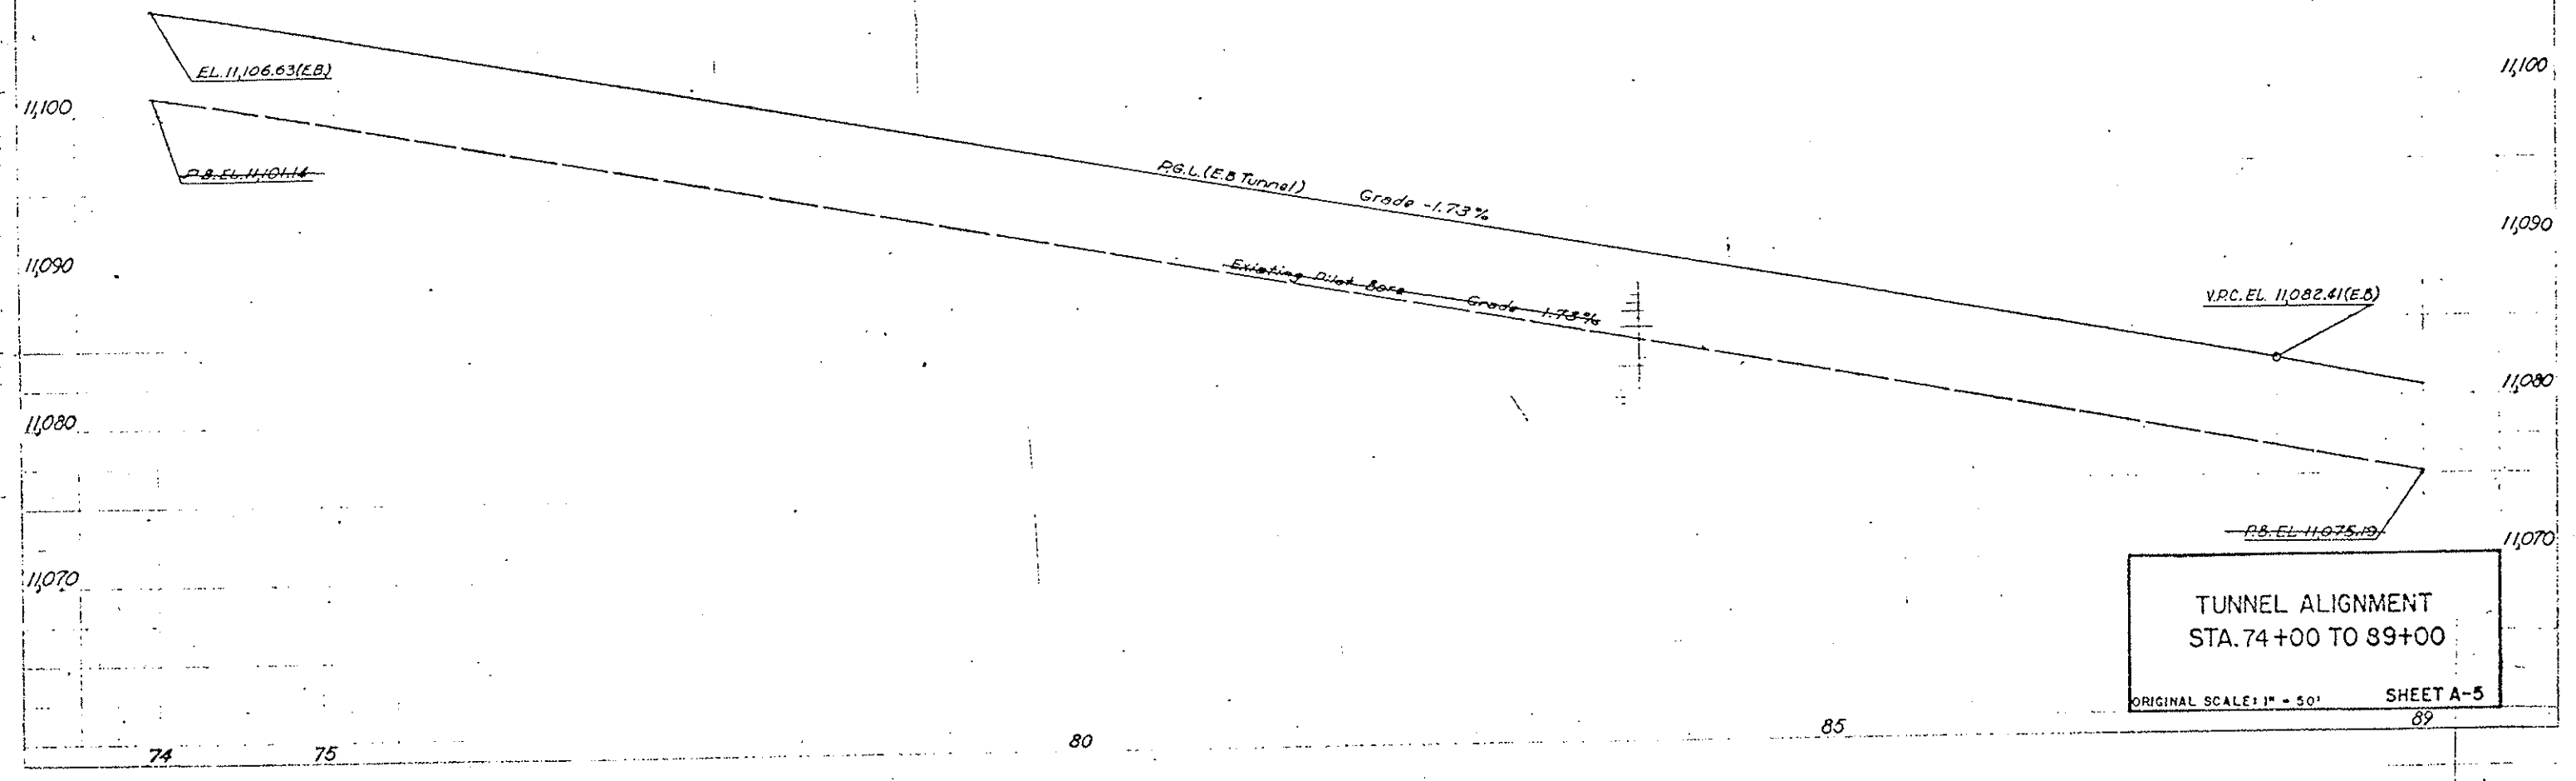 11,100
EL. 11,106.63(E.B.)
11,100
P.B. EL. 11,101.14
P.G.L. (E.B Tunnel) Grade -1.73%
11,090
11,090
Existing Pilot Bore Grade -1.73%
V.P.C. EL. 11,082.41(E.B)
11,080
11,080
P.B. EL 11,075.19
11,070
11,070
TUNNEL ALIGNMENT
STA. 74+00 TO 89+00
ORIGINAL SCALE: 1" = 50' SHEET A-5
74 75 80 85 89